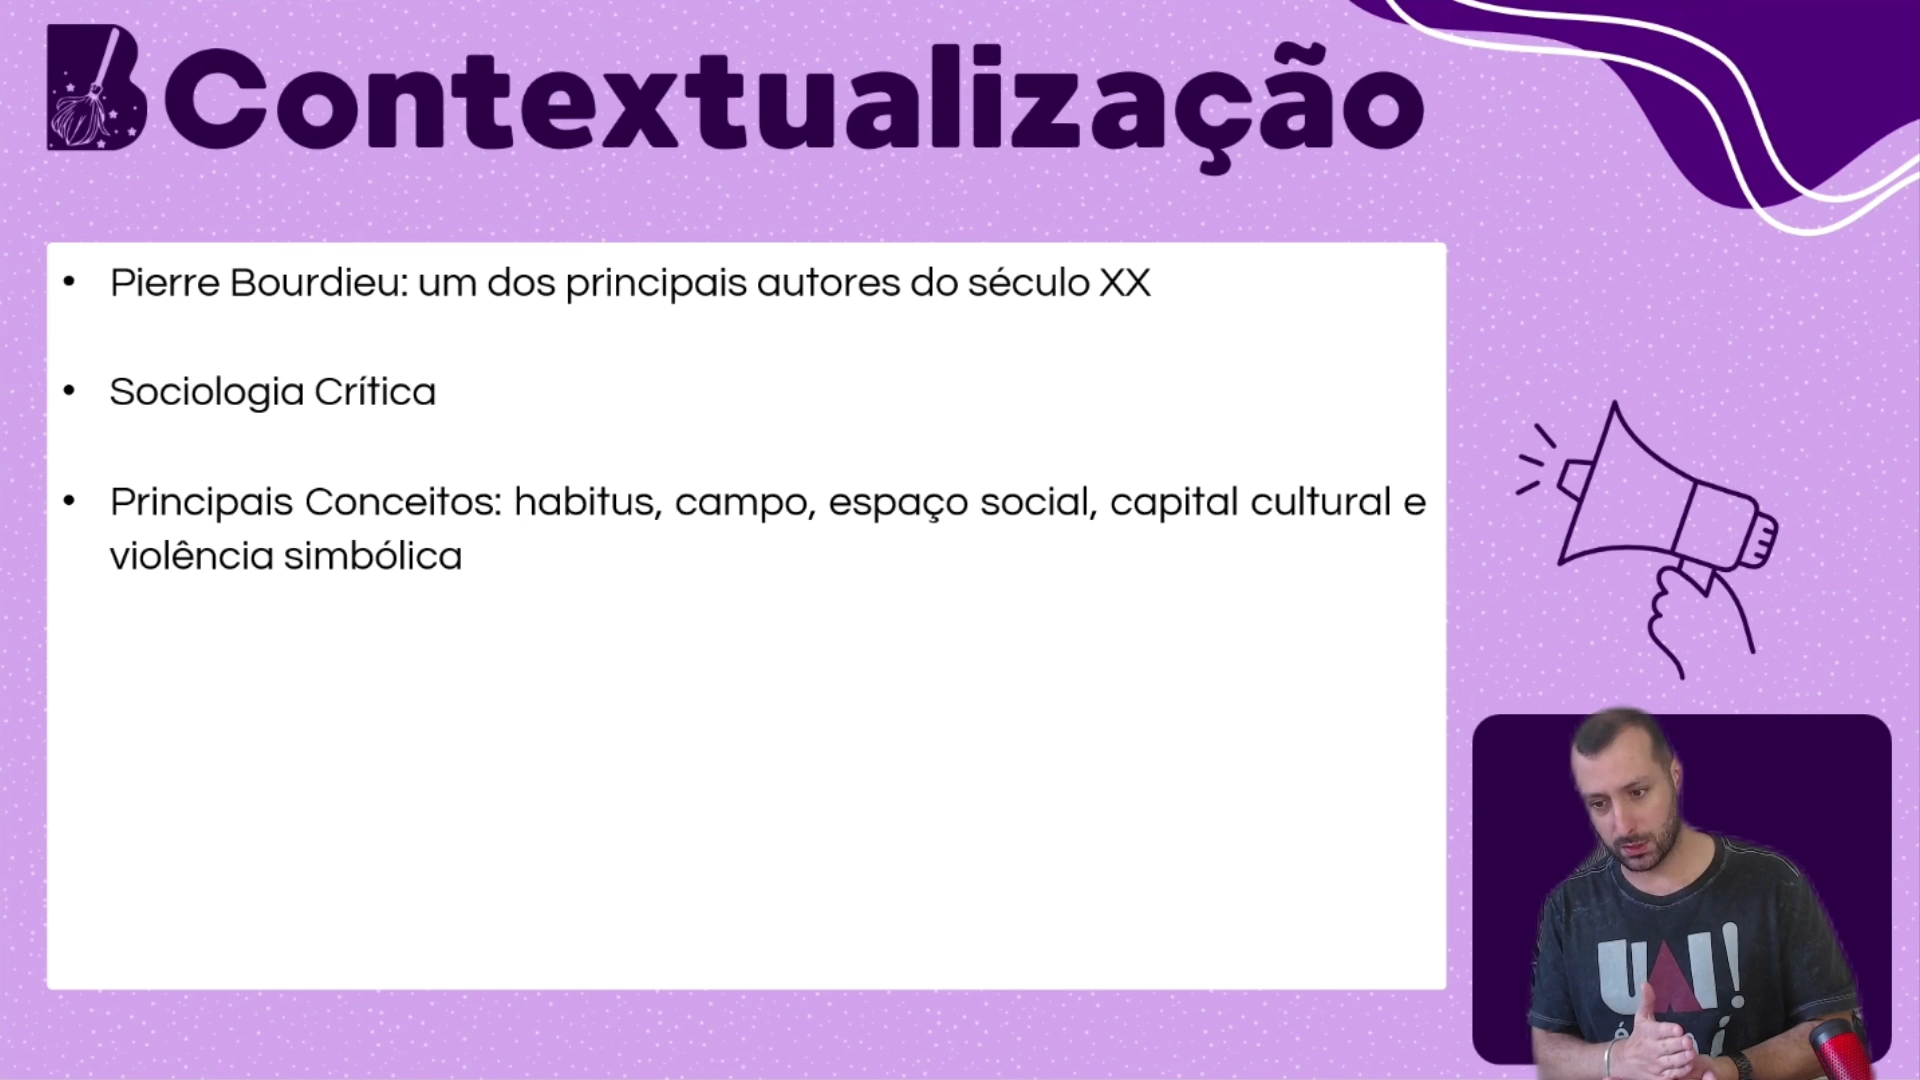 B Contextualização
• Pierre Bourdieu: um dos principais autores do século XX
• Sociologia Crítica
• Principais Conceitos: habitus, campo, espaço social, capital cultural e
violência simbólica
UAI!